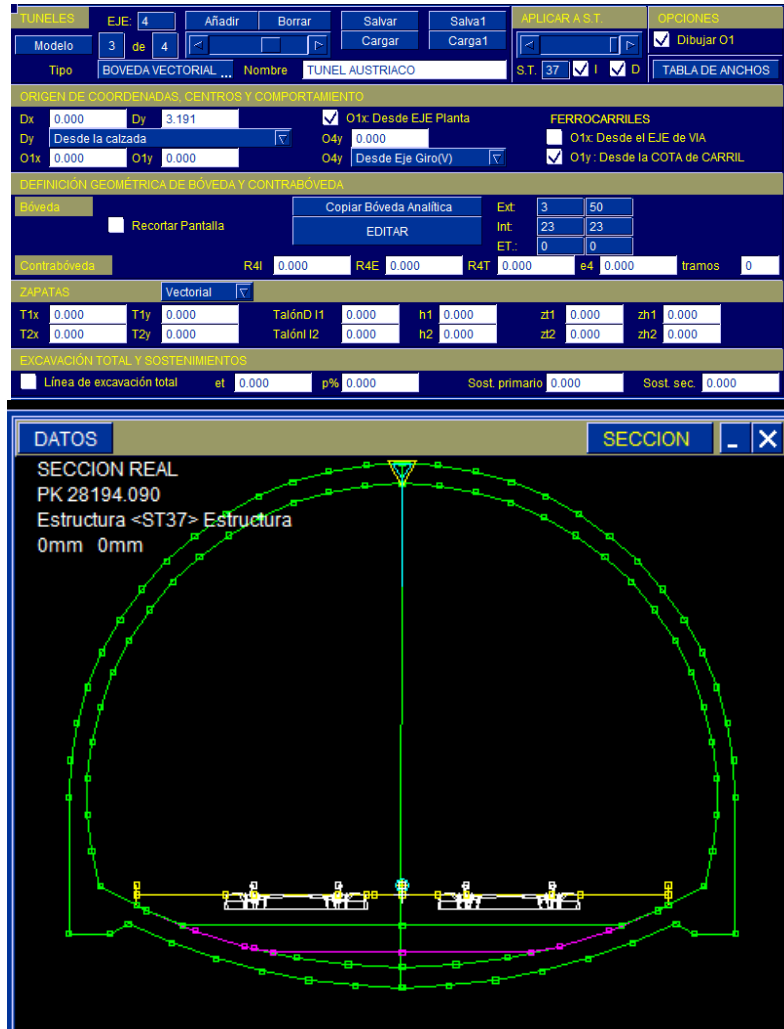 TUNELES EJE: 4 Añadir Borrar Salvar Salva1 APLICAR A S.T. OPCIONES
Modelo 3 de 4 Cargar Carga1 Dibujar O1
Tipo BOVEDA VECTORIAL ... Nombre TUNEL AUSTRIACO S.T. 37 I D TABLA DE ANCHOS
ORIGEN DE COORDENADAS, CENTROS Y COMPORTAMIENTO
Dx 0.000 Dy 3.191 O1x: Desde EJE Planta FERROCARRILES
Dy Desde la calzada O4y 0.000 O1x: Desde el EJE de VIA
O1x 0.000 O1y 0.000 O4y Desde Eje Giro(V) O1y : Desde la COTA de CARRIL
DEFINICIÓN GEOMÉTRICA DE BÓVEDA Y CONTRABÓVEDA
Bóveda Copiar Bóveda Analítica Ext: 3 50
Recortar Pantalla EDITAR Int: 23 23
ET.: 0 0
Contrabóveda R4I 0.000 R4E 0.000 R4T 0.000 e4 0.000 tramos 0
ZAPATAS Vectorial
T1x 0.000 T1y 0.000 TalónD l1 0.000 h1 0.000 zt1 0.000 zh1 0.000
T2x 0.000 T2y 0.000 TalónI l2 0.000 h2 0.000 zt2 0.000 zh2 0.000
EXCAVACIÓN TOTAL Y SOSTENIMIENTOS
Línea de excavación total et 0.000 p% 0.000 Sost. primario 0.000 Sost. sec. 0.000
DATOS SECCION
SECCION REAL
PK 28194.090
Estructura <ST37> Estructura
0mm 0mm